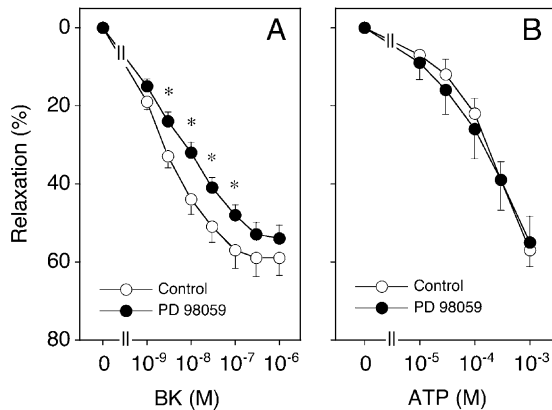 A
B
0
20
40
60
80
Relaxation (%)
*
*
*
*
Control
PD 98059
Control
PD 98059
0 10⁻⁹ 10⁻⁸ 10⁻⁷ 10⁻⁶
0 10⁻⁵ 10⁻⁴ 10⁻³
BK (M)
ATP (M)